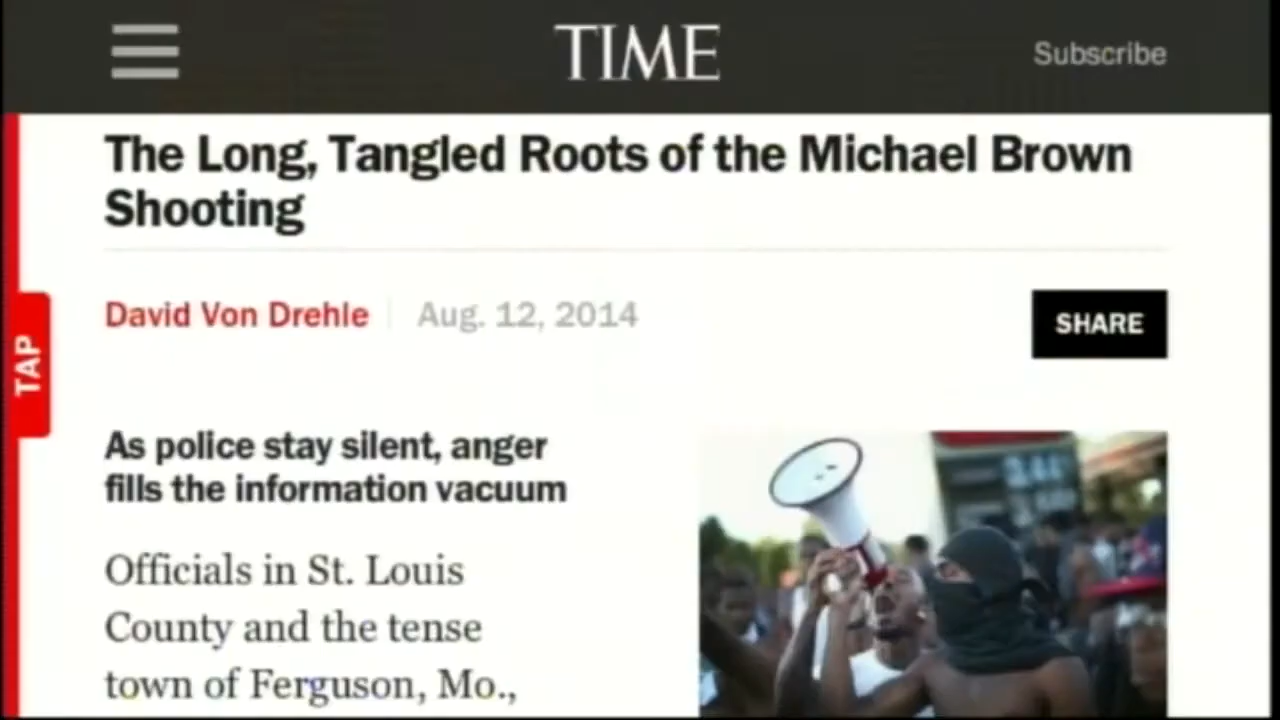 TIME
Subscribe
The Long, Tangled Roots of the Michael Brown
Shooting
David Von Drehle
Aug. 12, 2014
SHARE
TAP
As police stay silent, anger
fills the information vacuum
Officials in St. Louis
County and the tense
town of Ferguson, Mo.,